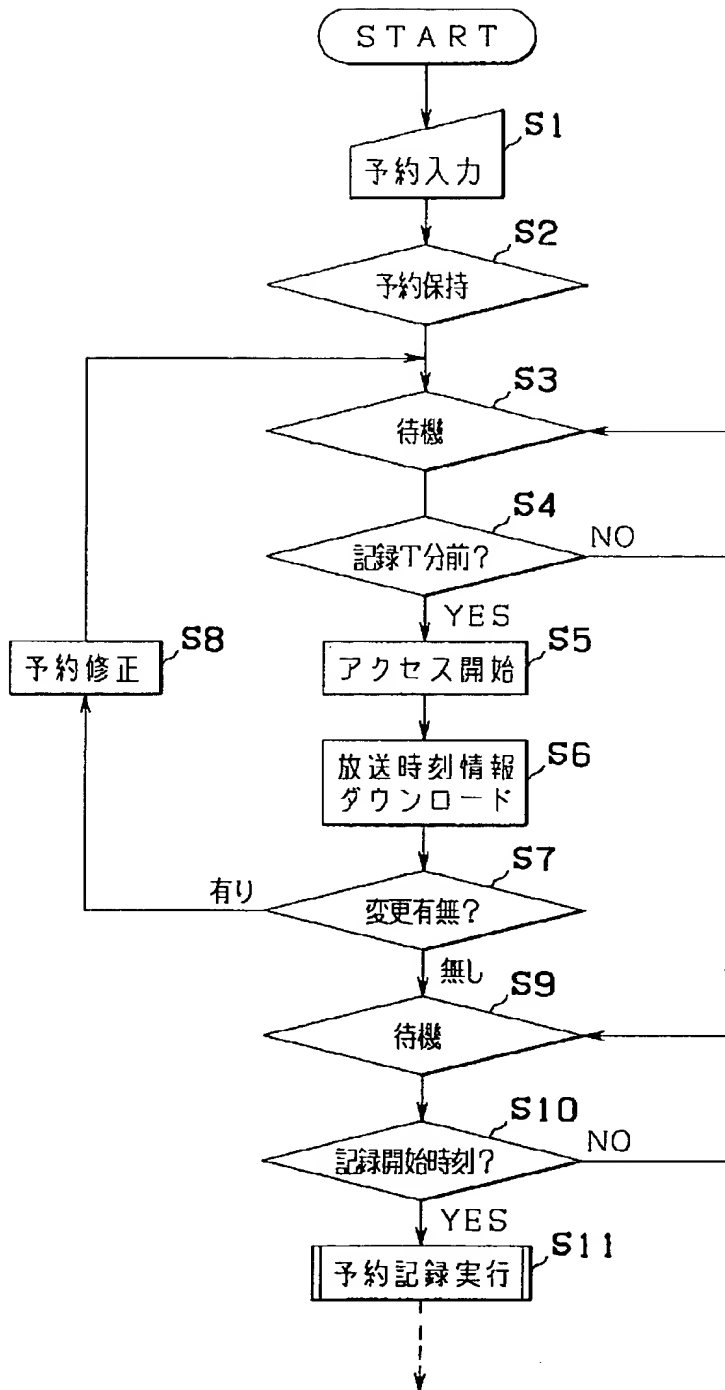 START
S1
予約入力
S2
予約保持
S3
待機
S4
記録T分前?
NO
YES
S5
アクセス開始
S8
予約修正
S6
放送時刻情報
ダウンロード
S7
有り
変更有無?
無し
S9
待機
S10
記録開始時刻?
NO
YES
S11
予約記録実行